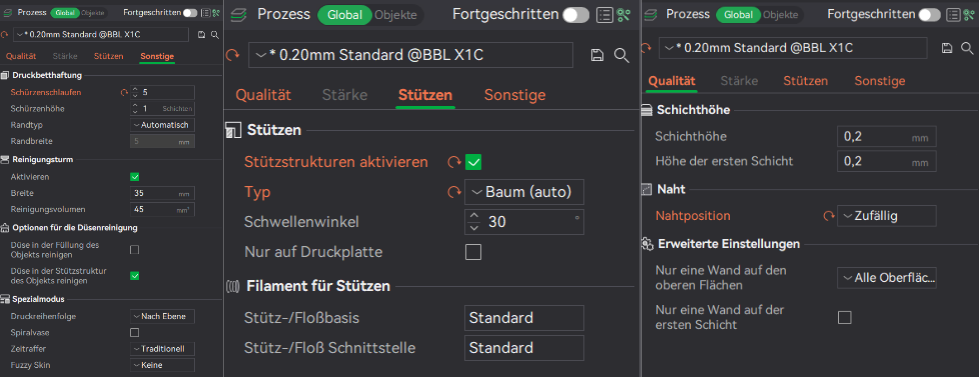 Prozess Global Objekte Fortgeschritten
* 0.20mm Standard @BBL X1C
Qualität Stärke Stützen Sonstige
Druckbetthaftung
Schürzenschlaufen 5
Schürzenhöhe 1 Schichten
Randtyp Automatisch
Randbreite 5 mm
Reinigungsturm
Aktivieren
Breite 35 mm
Reinigungsvolumen 45 mm³
Optionen für die Düsenreinigung
Düse in der Füllung des
Objekts reinigen
Düse in der Stützstruktur
des Objekts reinigen
Spezialmodus
Druckreihenfolge Nach Ebene
Spiralvase
Zeitraffer Traditionell
Fuzzy Skin Keine
Prozess Global Objekte Fortgeschritten
* 0.20mm Standard @BBL X1C
Qualität Stärke Stützen Sonstige
Stützen
Stützstrukturen aktivieren
Typ Baum (auto)
Schwellenwinkel 30 °
Nur auf Druckplatte
Filament für Stützen
Stütz-/Floßbasis Standard
Stütz-/Floß Schnittstelle Standard
Prozess Global Objekte Fortgeschritten
* 0.20mm Standard @BBL X1C
Qualität Stärke Stützen Sonstige
Schichthöhe
Schichthöhe 0,2 mm
Höhe der ersten Schicht 0,2 mm
Naht
Nahtposition Zufällig
Erweiterte Einstellungen
Nur eine Wand auf den
oberen Flächen Alle Oberfläc...
Nur eine Wand auf der
ersten Schicht